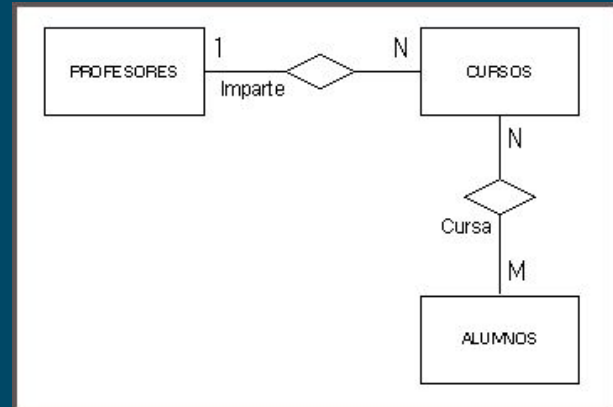 PROFESORES
1
Imparte
N
CURSOS
N
Cursa
M
ALUMNOS